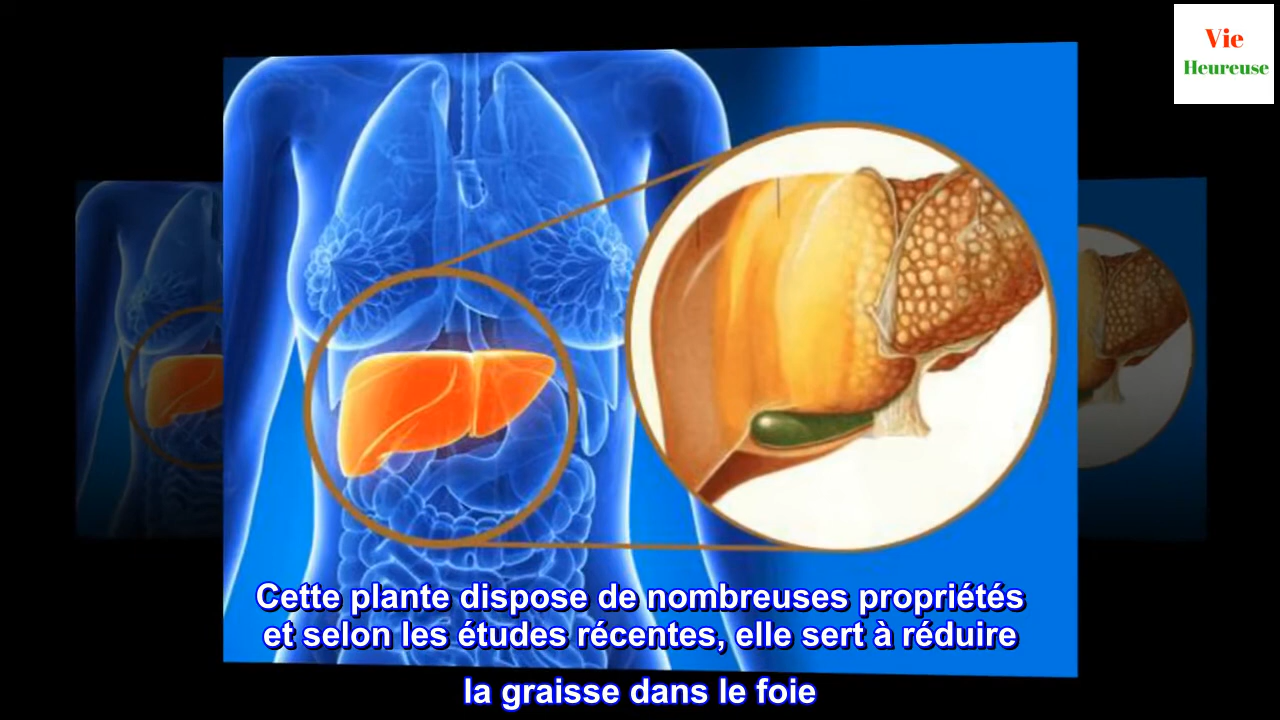 Vie
Heureuse
Cette plante dispose de nombreuses propriétés
et selon les études récentes, elle sert à réduire
la graisse dans le foie